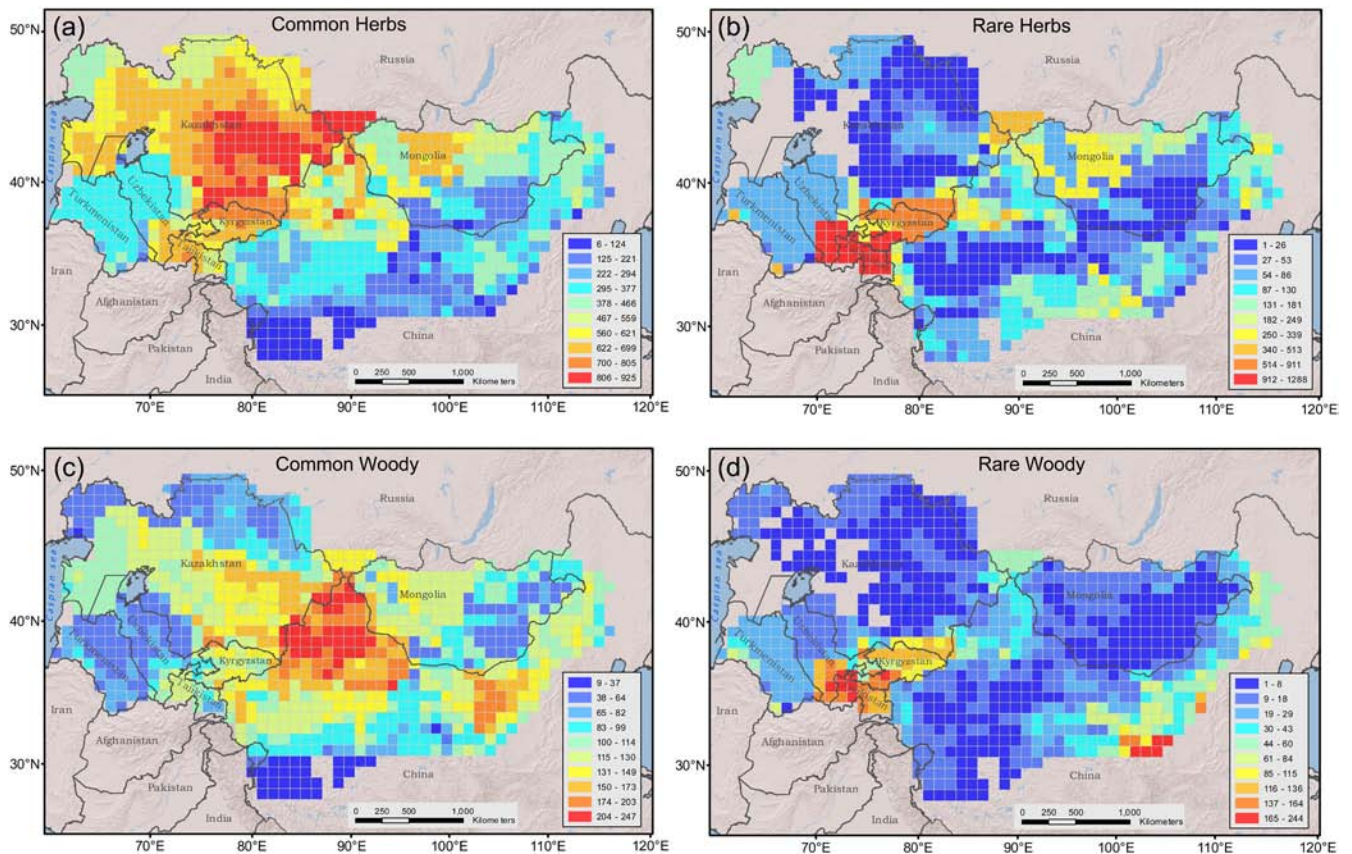 (a) Common Herbs
50°N
40°N
30°N
Caspian sea
Russia
Kazakhstan
Mongolia
Uzbekistan
Turkmenistan
Kyrgyzstan
Tajikistan
Iran
Afghanistan
Pakistan
India
China
6 - 124
125 - 221
222 - 294
295 - 377
378 - 466
467 - 559
560 - 621
622 - 699
700 - 805
806 - 925
0 250 500 1,000
Kilometers
70°E 80°E 90°E 100°E 110°E 120°E
(b) Rare Herbs
50°N
40°N
30°N
Caspian sea
Russia
Kazakhstan
Mongolia
Uzbekistan
Turkmenistan
Kyrgyzstan
Iran
Afghanistan
Pakistan
India
China
1 - 26
27 - 53
54 - 86
87 - 130
131 - 181
182 - 249
250 - 339
340 - 513
514 - 911
912 - 1288
0 250 500 1,000
Kilometers
70°E 80°E 90°E 100°E 110°E 120°E
(c) Common Woody
50°N
40°N
30°N
Caspian sea
Russia
Kazakhstan
Mongolia
Uzbekistan
Turkmenistan
Kyrgyzstan
Tajikistan
Iran
Afghanistan
Pakistan
India
China
9 - 37
38 - 64
65 - 82
83 - 99
100 - 114
115 - 130
131 - 149
150 - 173
174 - 203
204 - 247
0 250 500 1,000
Kilometers
70°E 80°E 90°E 100°E 110°E 120°E
(d) Rare Woody
50°N
40°N
30°N
Caspian sea
Russia
Kazakhstan
Mongolia
Uzbekistan
Turkmenistan
Kyrgyzstan
Tajikistan
Iran
Afghanistan
Pakistan
India
China
1 - 8
9 - 18
19 - 29
30 - 43
44 - 60
61 - 84
85 - 115
116 - 136
137 - 164
165 - 244
0 250 500 1,000
Kilometers
70°E 80°E 90°E 100°E 110°E 120°E